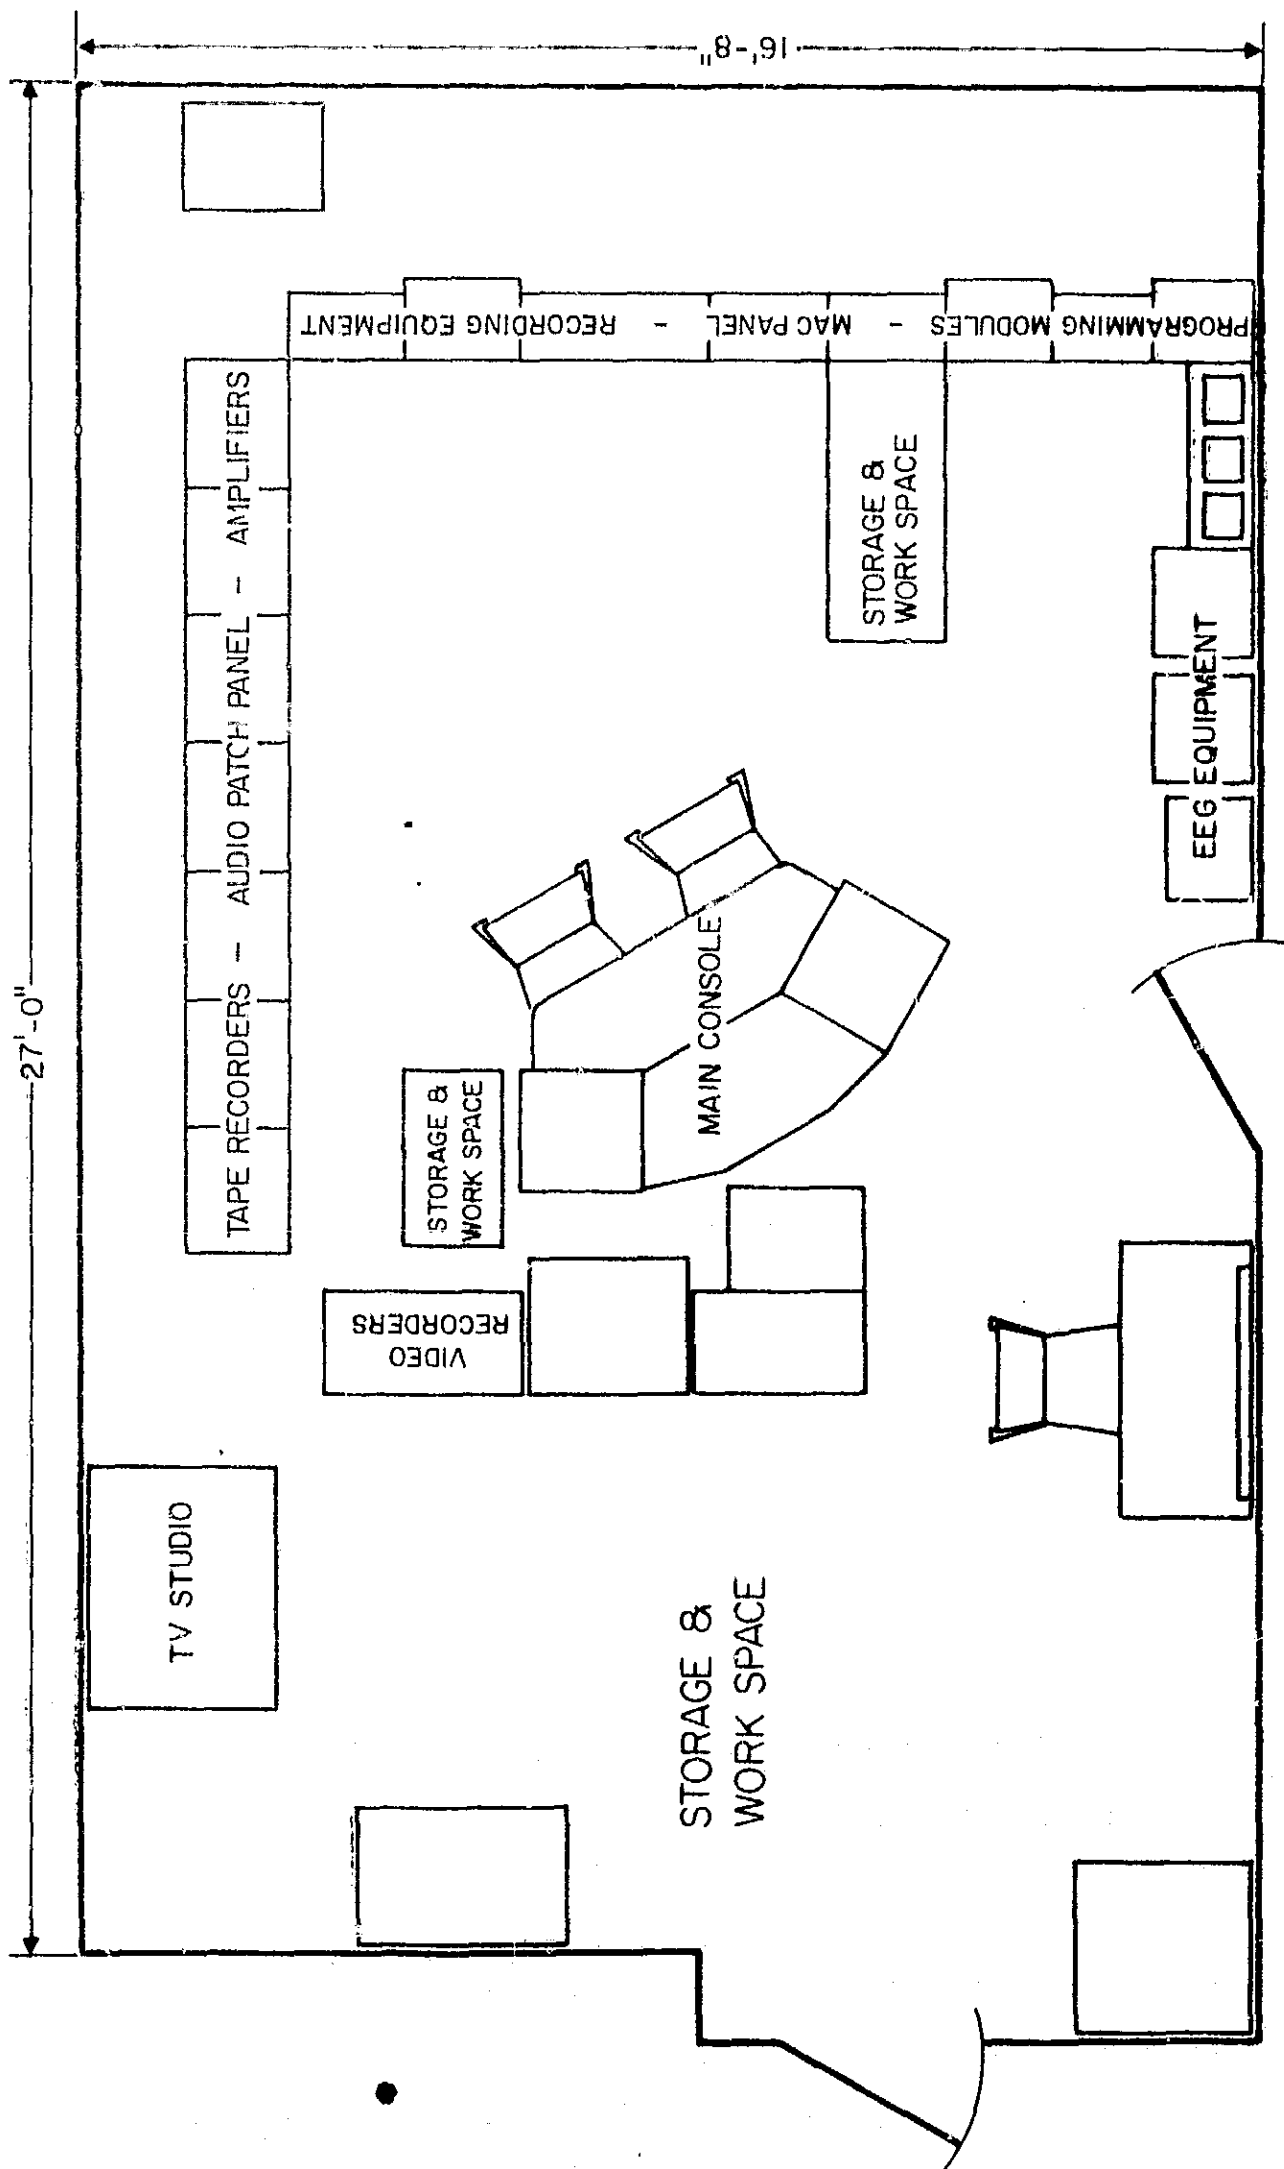 27'-0"
16'-8"
TAPE RECORDERS - AUDIO PATCH PANEL - AMPLIFIERS
PROGRAMMING MODULES - MAC PANEL - RECORDING EQUIPMENT
TV STUDIO
VIDEO
RECORDERS
STORAGE &
WORK SPACE
MAIN CONSOLE
STORAGE &
WORK SPACE
STORAGE &
WORK SPACE
EEG EQUIPMENT